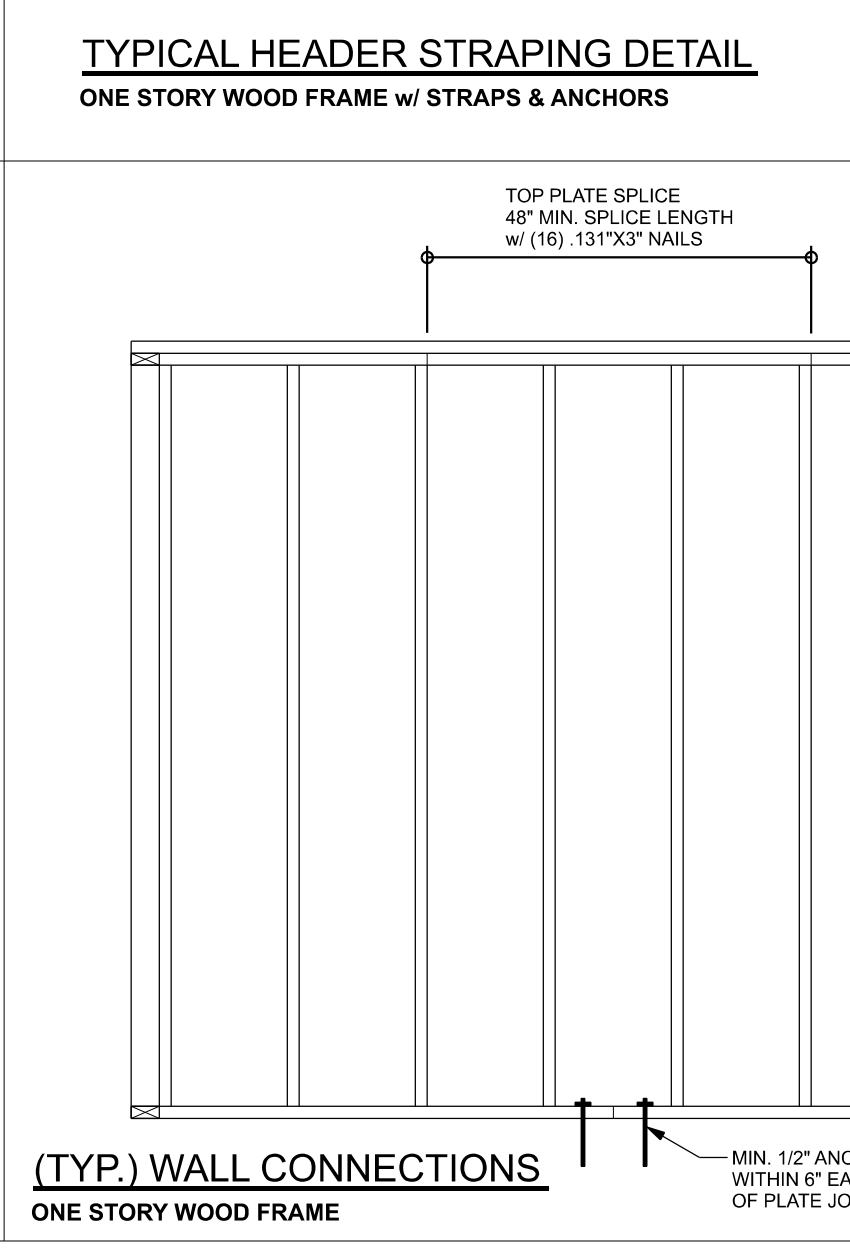 TYPICAL HEADER STRAPING DETAIL
ONE STORY WOOD FRAME w/ STRAPS & ANCHORS
TOP PLATE SPLICE
48" MIN. SPLICE LENGTH
w/ (16) .131"X3" NAILS
MIN. 1/2"
WITHIN 6"
OF PLATE
(TYP.) WALL CONNECTIONS
ONE STORY WOOD FRAME